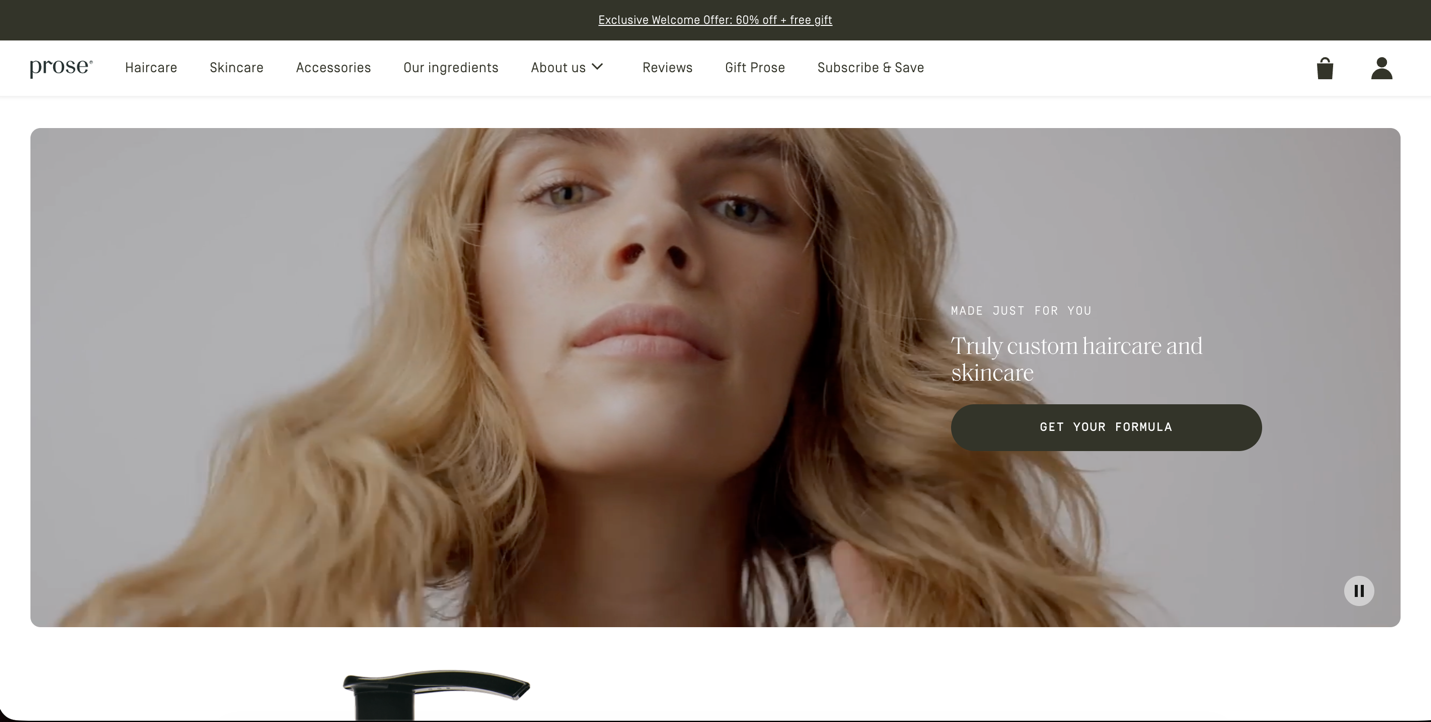 Exclusive Welcome Offer: 60% off + free gift
prose®
Haircare
Skincare
Accessories
Our ingredients
About us
Reviews
Gift Prose
Subscribe & Save
MADE JUST FOR YOU
Truly custom haircare and
skincare
GET YOUR FORMULA